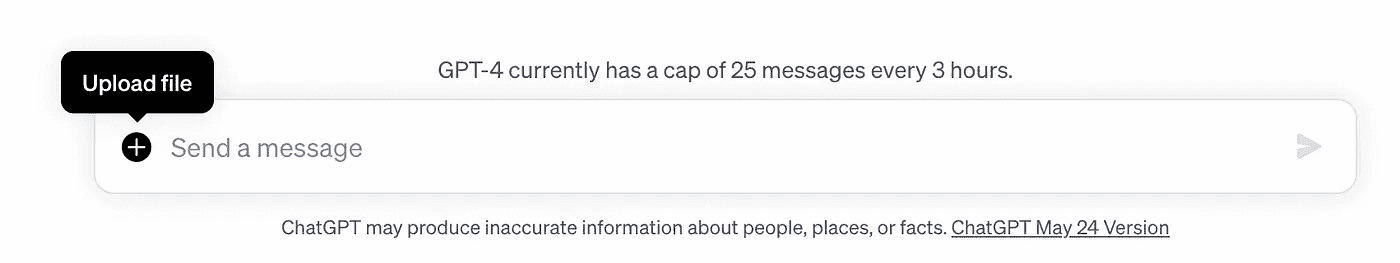 GPT-4 currently has a cap of 25 messages every 3 hours.
Upload file
Send a message
ChatGPT may produce inaccurate information about people, places, or facts. ChatGPT May 24 Version